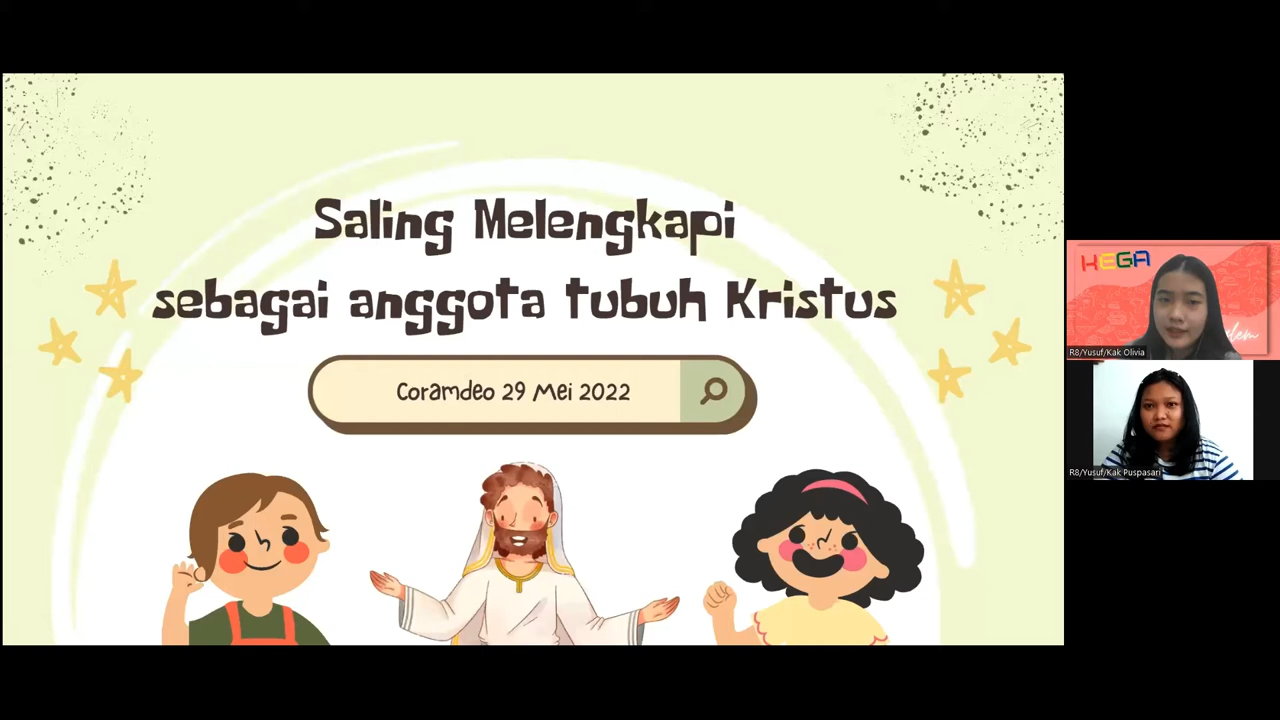 Saling Melengkapi
sebagai anggota tubuh Kristus
Coramdeo 29 Mei 2022
HEGA
R8/Yusuf/Kak Olivia
R8/Yusuf/Kak Puspasari